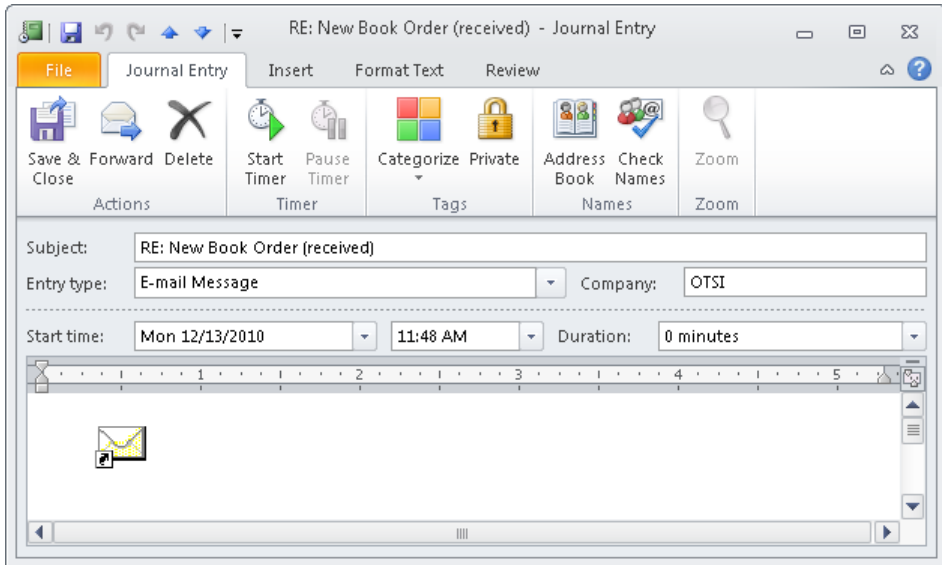 RE: New Book Order (received) - Journal Entry
File Journal Entry Insert Format Text Review
Save & Close Forward Delete Start Timer Pause Timer Categorize Private Address Book Check Names Zoom
Actions Timer Tags Names Zoom
Subject: RE: New Book Order (received)
Entry type: E-mail Message Company: OTSI
Start time: Mon 12/13/2010 11:48 AM Duration: 0 minutes
1 2 3 4 5